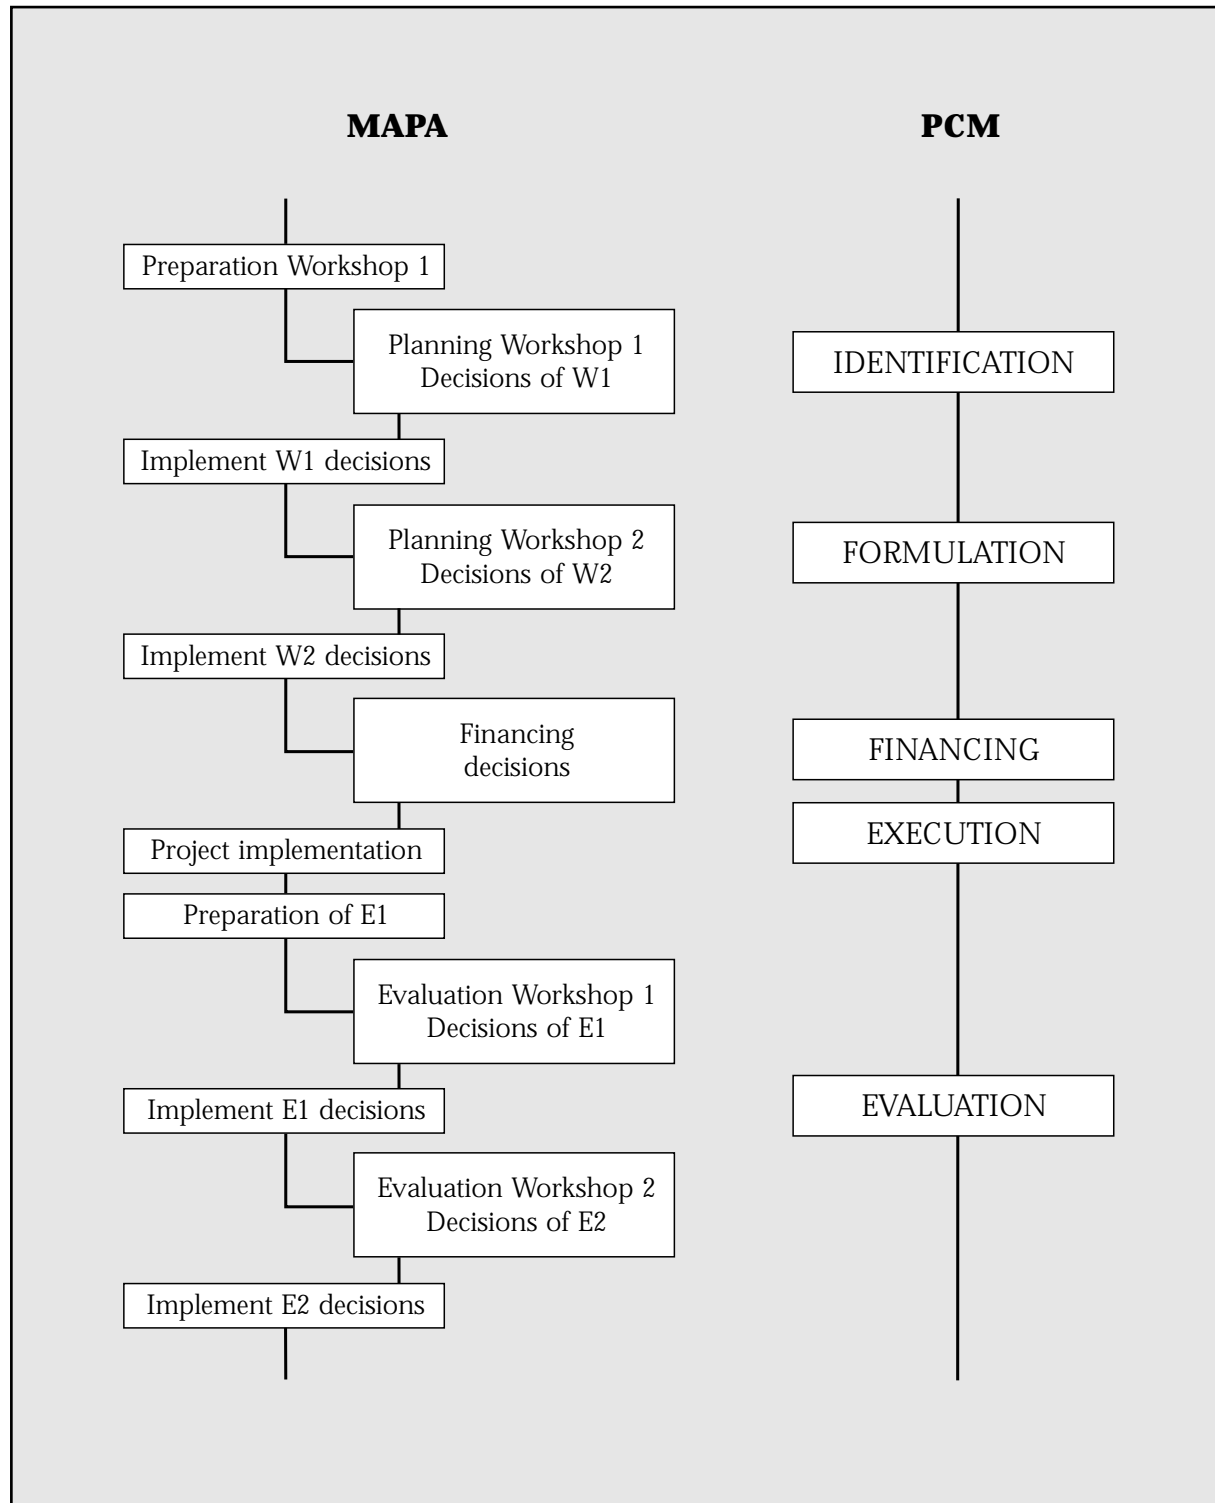 MAPA
PCM
Preparation Workshop 1
Planning Workshop 1
Decisions of W1
IDENTIFICATION
Implement W1 decisions
Planning Workshop 2
Decisions of W2
FORMULATION
Implement W2 decisions
Financing
decisions
FINANCING
EXECUTION
Project implementation
Preparation of E1
Evaluation Workshop 1
Decisions of E1
Implement E1 decisions
EVALUATION
Evaluation Workshop 2
Decisions of E2
Implement E2 decisions